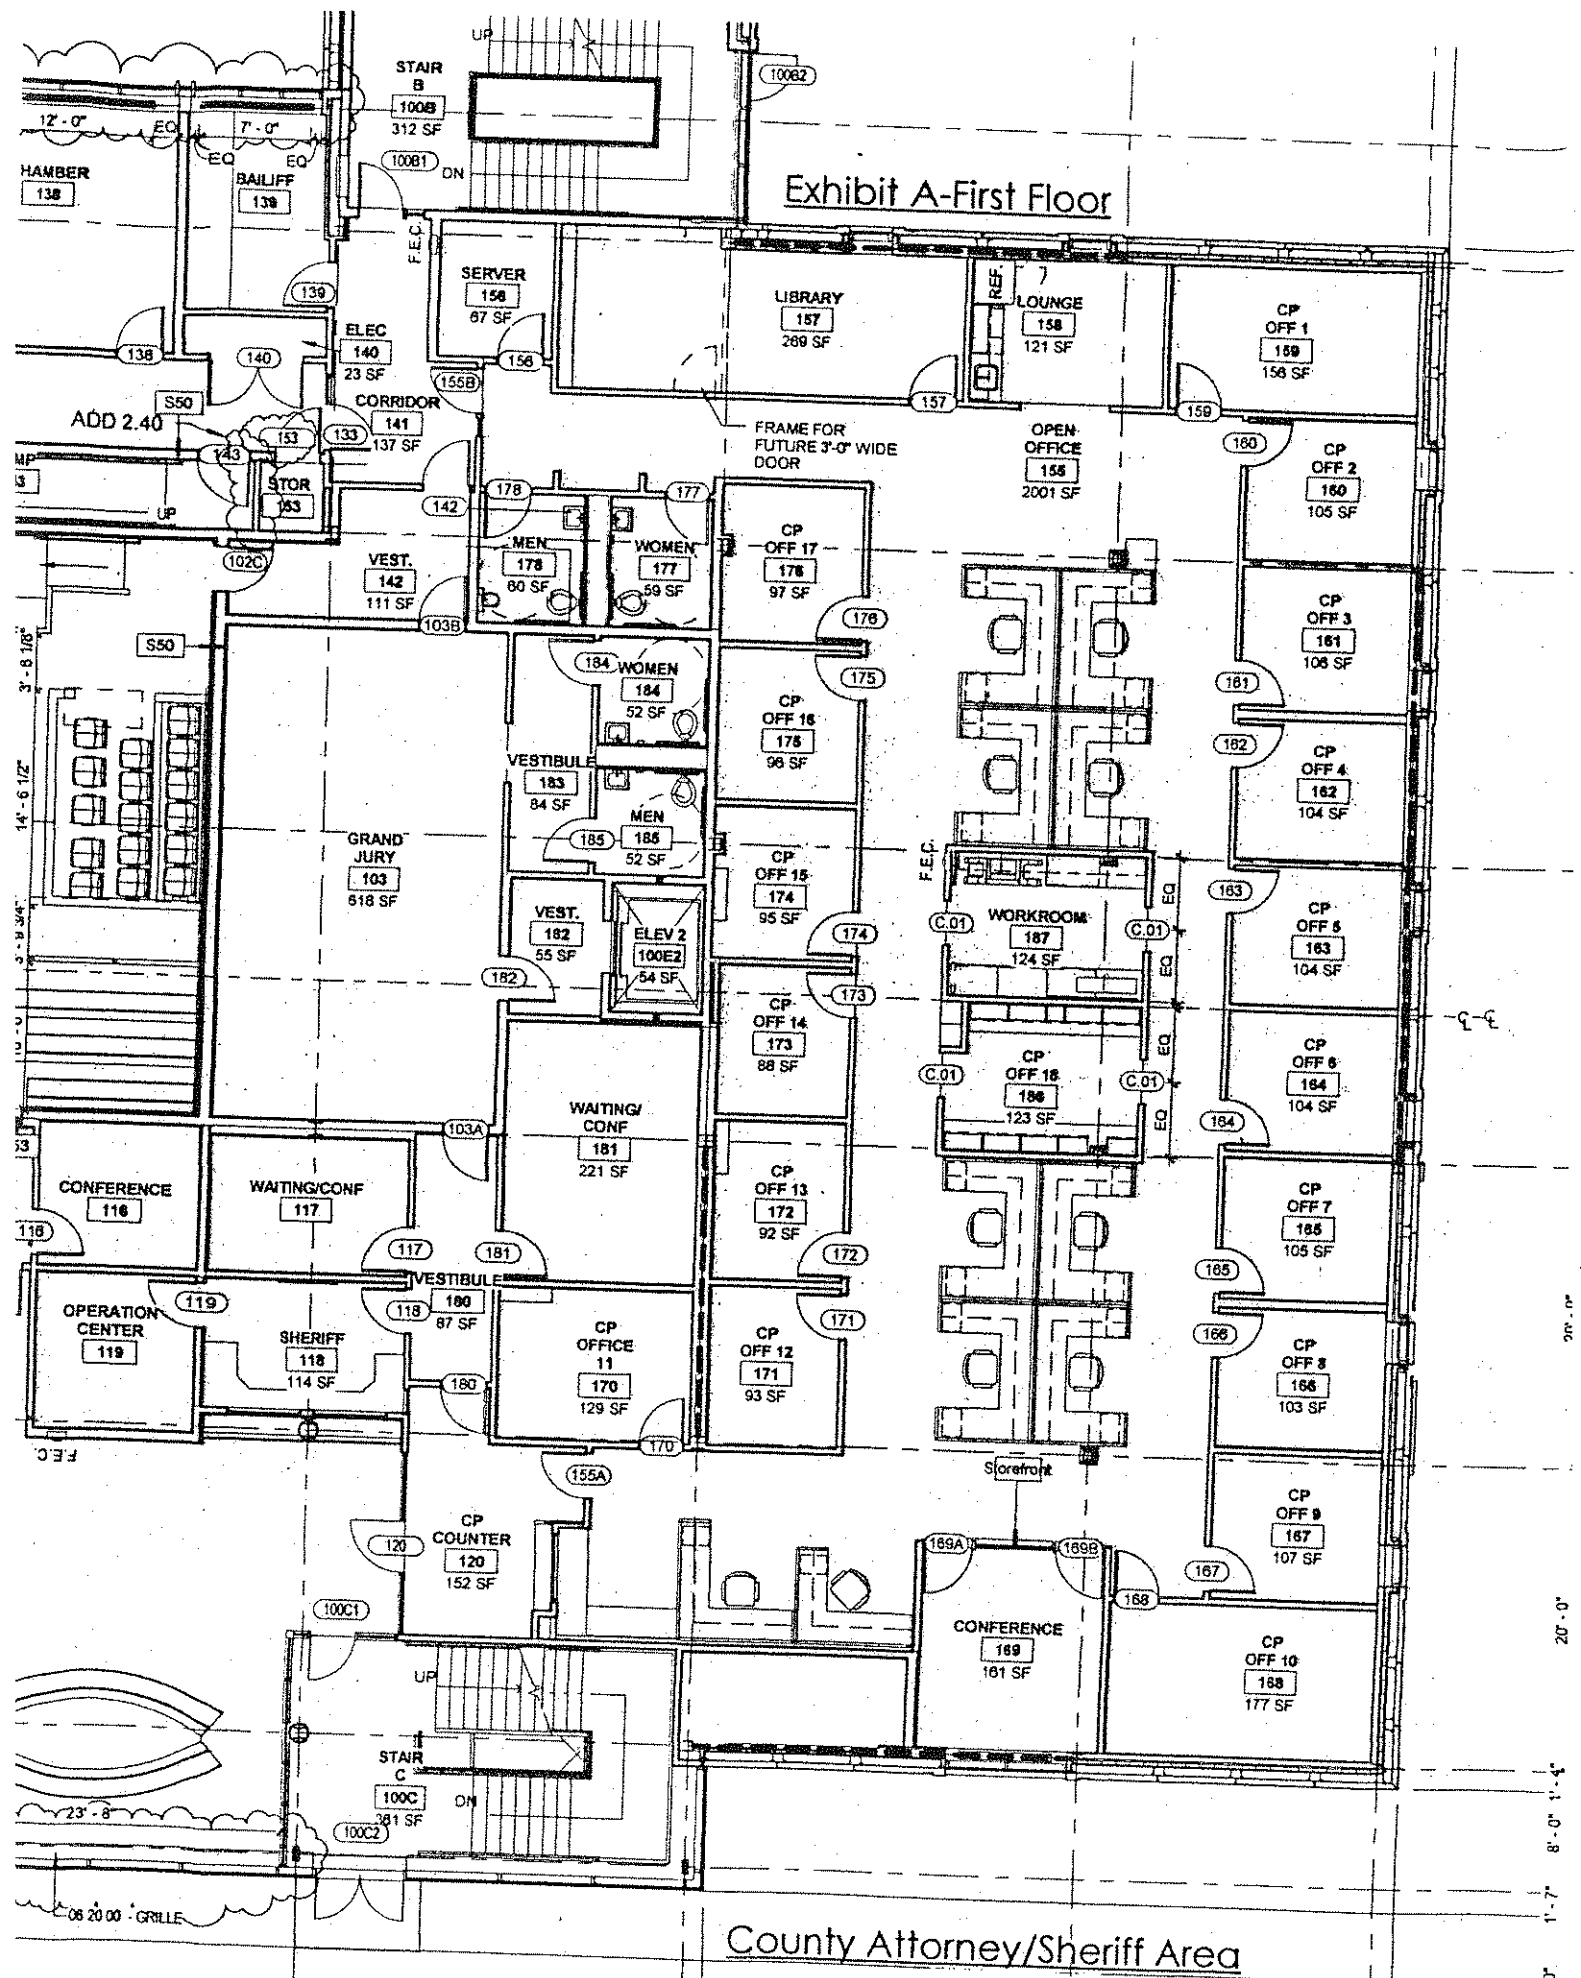 UP
STAIR
B
100B
312 SF
100B2
100B1
DN
12' - 0"
EQ
7' - 0"
EQ
EQ
HAMBER
138
BAILIFF
139
Exhibit A-First Floor
F.E.C.
SERVER
156
67 SF
LIBRARY
157
269 SF
REF.
LOUNGE
158
121 SF
CP
OFF 1
159
156 SF
139
ELEC
140
23 SF
138
140
156
155B
157
159
S50
ADD 2.40
CORRIDOR
141
137 SF
153
133
143
FRAME FOR
FUTURE 3'-0" WIDE
DOOR
OPEN
OFFICE
155
2001 SF
160
CP
OFF 2
160
105 SF
STOR
153
UP
142
178
177
102C
VEST.
142
111 SF
MEN
178
60 SF
WOMEN
177
59 SF
CP
OFF 17
176
97 SF
103B
176
CP
OFF 3
161
106 SF
S50
3' - 8 1/8"
184
WOMEN
184
52 SF
175
161
CP
OFF 16
175
96 SF
162
CP
OFF 4
162
104 SF
14' - 6 1/2"
VESTIBULE
183
84 SF
GRAND
JURY
103
618 SF
185
MEN
185
52 SF
F.E.C.
CP
OFF 15
174
95 SF
163
EQ
WORKROOM
187
124 SF
C.01
C.01
CP
OFF 5
163
104 SF
VEST.
182
55 SF
ELEV 2
100E2
54 SF
174
182
EQ
173
CP
OFF 14
173
88 SF
CP
OFF 18
186
123 SF
EQ
C.01
C.01
CP
OFF 6
164
104 SF
WAITING/
CONF
181
221 SF
103A
EQ
164
CONFERENCE
116
WAITING/CONF
117
CP
OFF 13
172
92 SF
CP
OFF 7
165
105 SF
116
117
181
172
165
VESTIBULE
180
87 SF
119
118
171
166
OPERATION
CENTER
119
SHERIFF
118
114 SF
CP
OFFICE
11
170
129 SF
CP
OFF 12
171
93 SF
CP
OFF 8
166
103 SF
20' - 0"
180
170
F.E.C
155A
Storefront
CP
COUNTER
120
152 SF
120
CP
OFF 9
167
107 SF
169A
169B
167
168
100C1
CONFERENCE
169
161 SF
CP
OFF 10
168
177 SF
20' - 0"
UP
STAIR
C
100C
381 SF
DN
100C2
23' - 8"
1' - 4"
8' - 0"
1' - 7"
06 20 00 - GRILLE
County Attorney/Sheriff Area